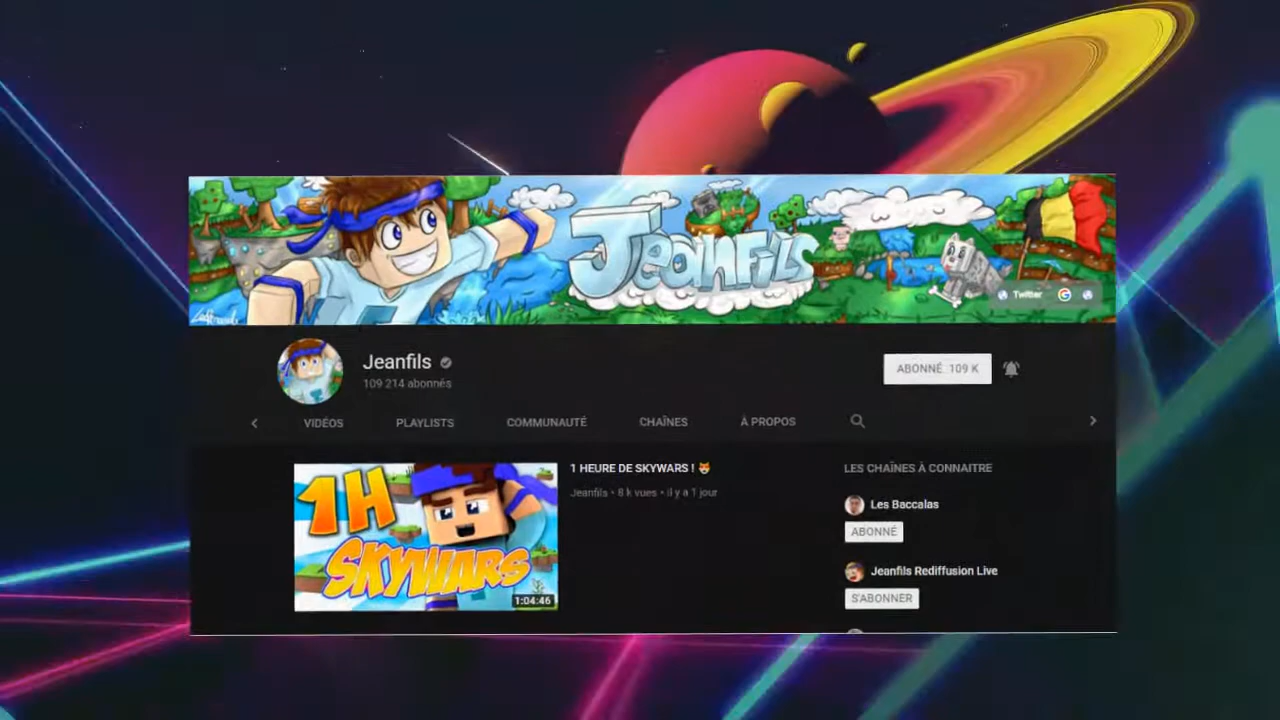 Jeanfils
Twitter
Jeanfils
109 214 abonnés
ABONNÉ 109 K
VIDÉOS
PLAYLISTS
COMMUNAUTÉ
CHAÎNES
À PROPOS
1H
SKYWARS
1:04:46
1 HEURE DE SKYWARS !
Jeanfils • 8 k vues • il y a 1 jour
LES CHAÎNES À CONNAITRE
Les Baccalas
ABONNÉ
Jeanfils Rediffusion Live
S'ABONNER